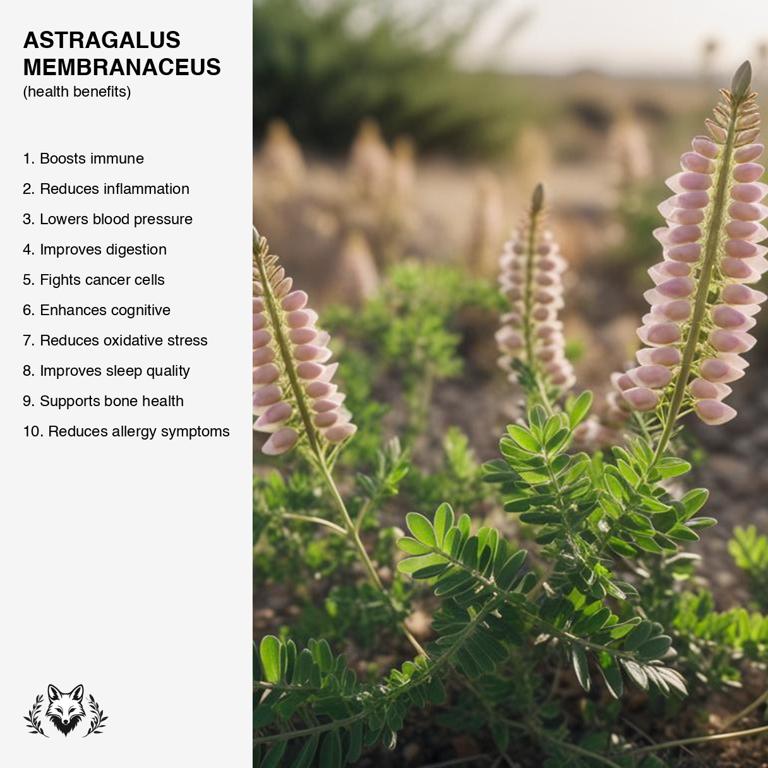 ASTRAGALUS
MEMBRANACEUS
(health benefits)
1. Boosts immune
2. Reduces inflammation
3. Lowers blood pressure
4. Improves digestion
5. Fights cancer cells
6. Enhances cognitive
7. Reduces oxidative stress
8. Improves sleep quality
9. Supports bone health
10. Reduces allergy symptoms